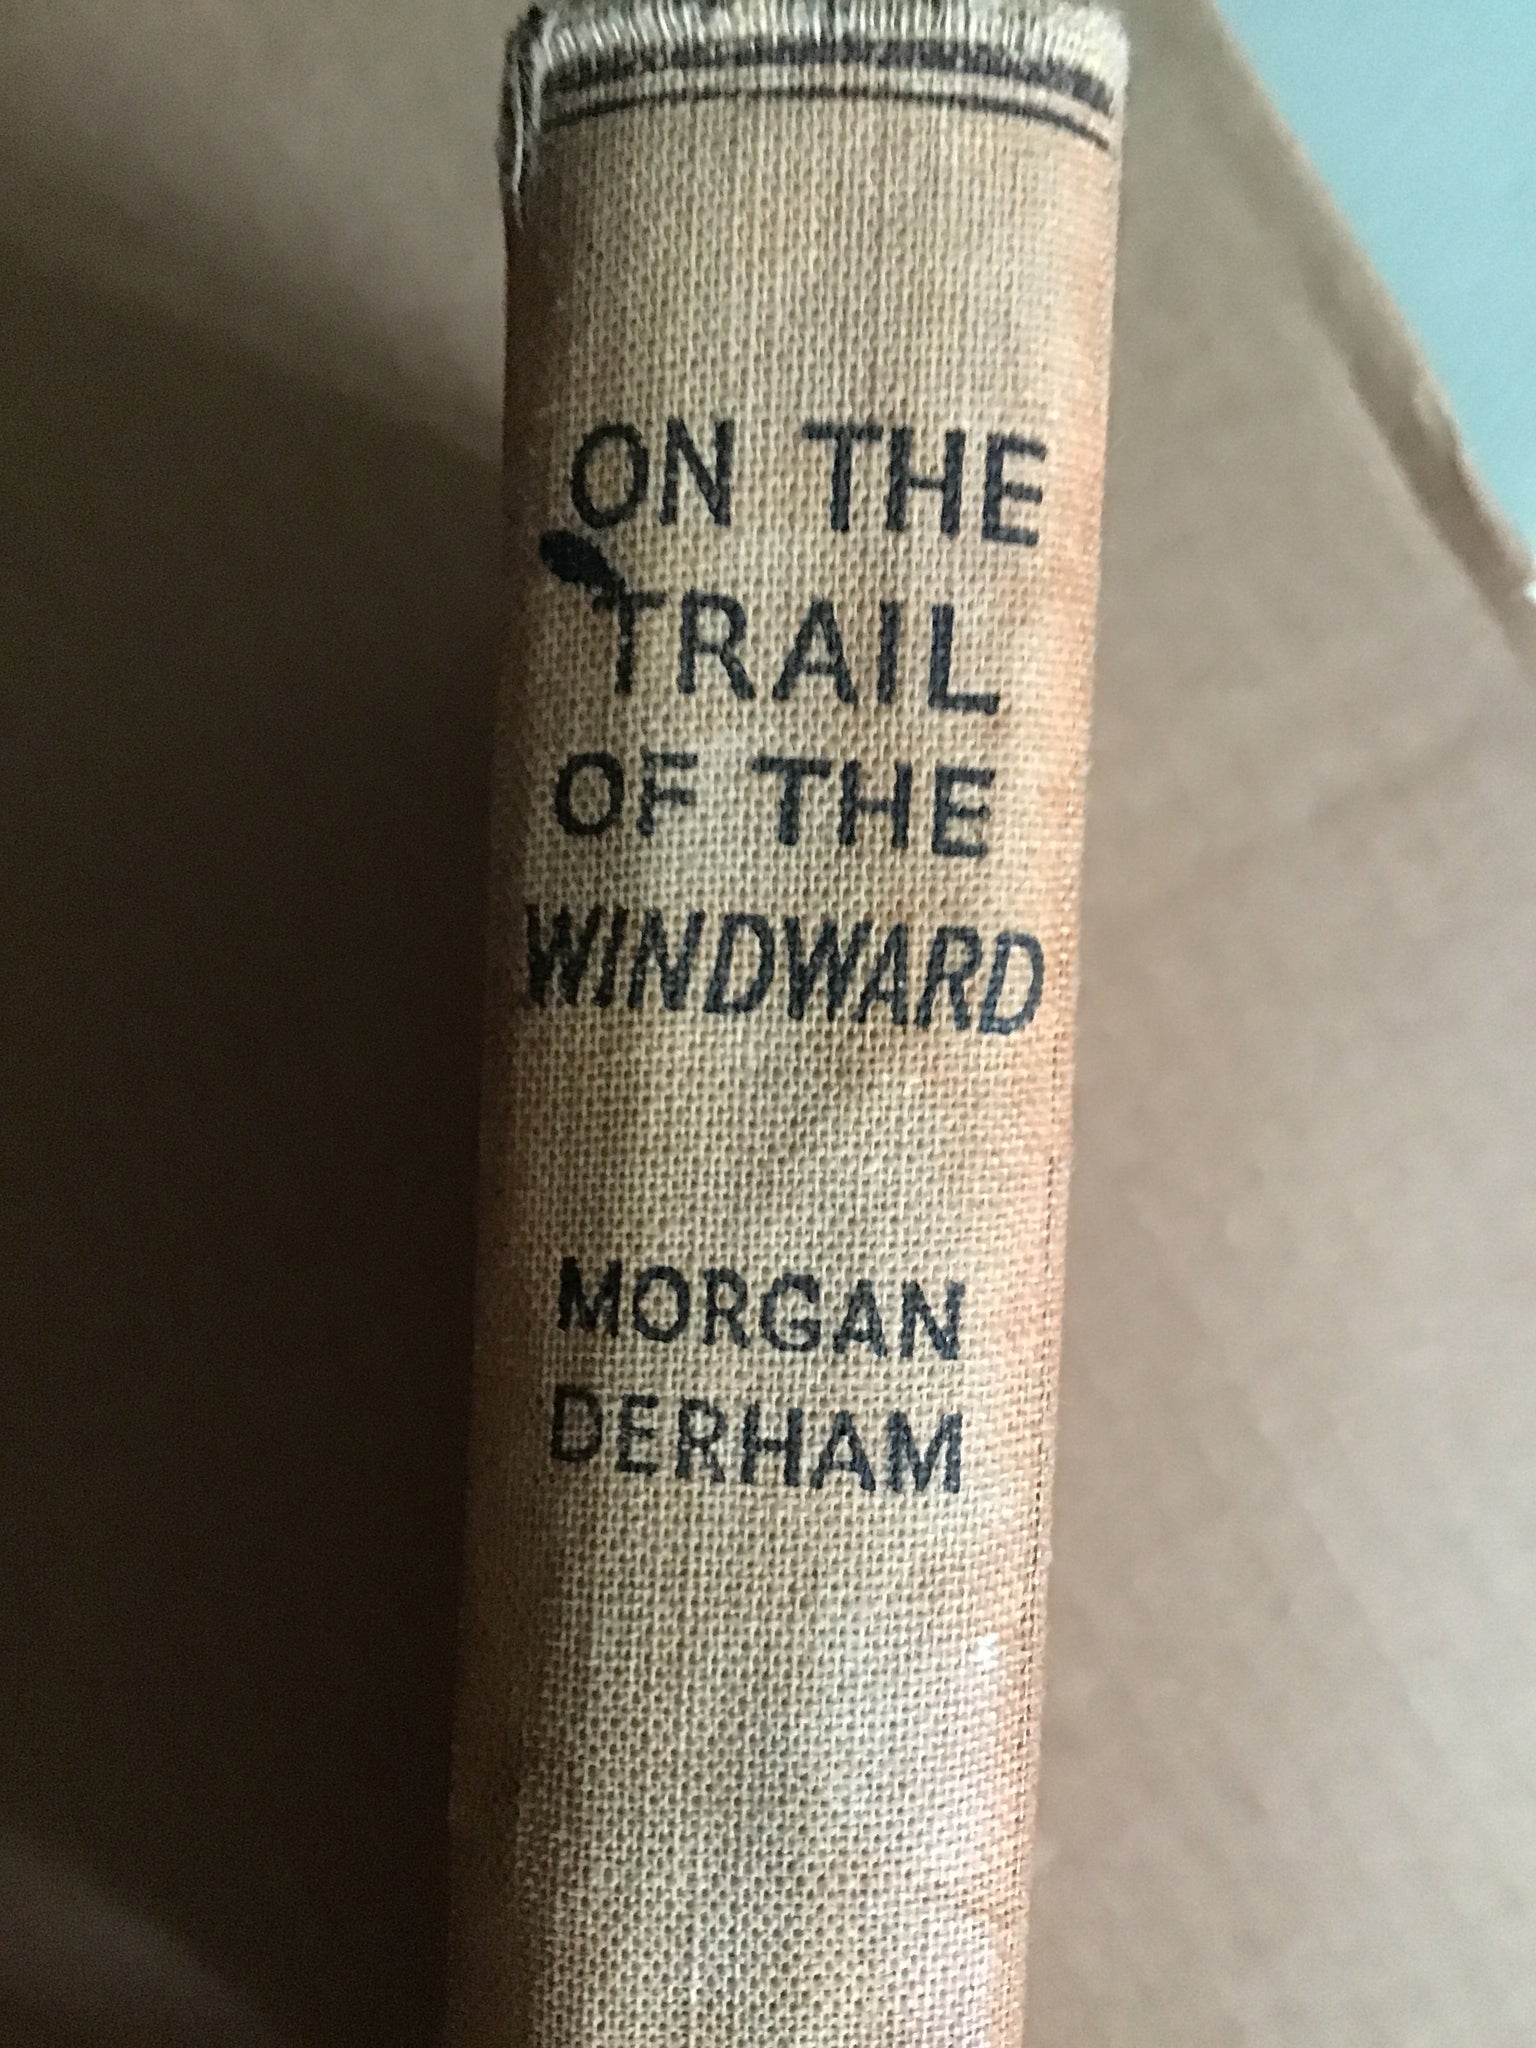 ON THE
TRAIL
OF THE
WINDWARD
MORGAN
DERHAM